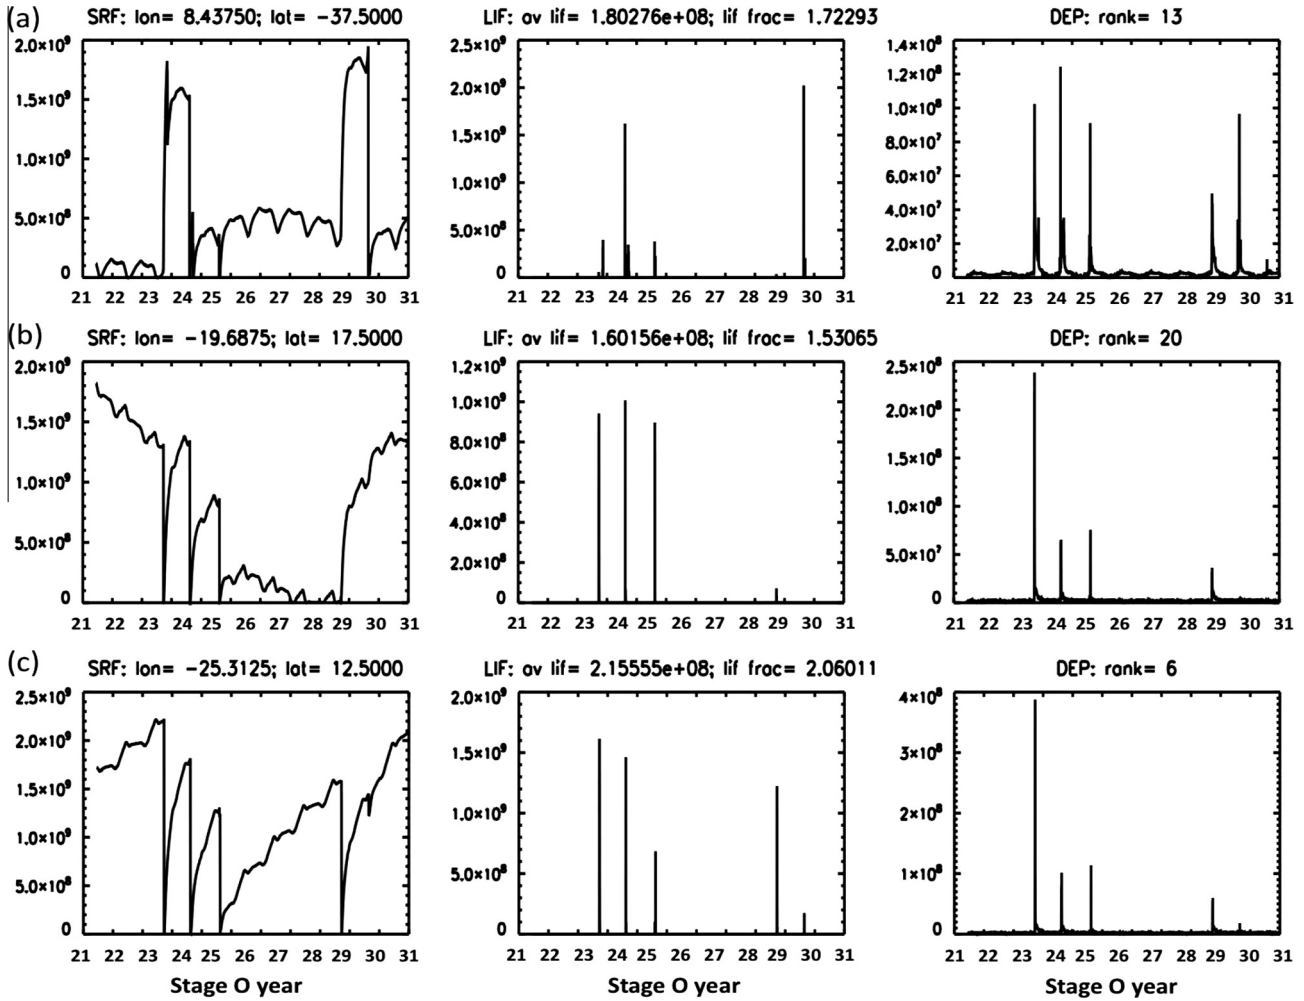 (a) SRF: lon= 8.43750; lat= -37.5000
2.0×10⁹
1.5×10⁹
1.0×10⁹
5.0×10⁸
0
21 22 23 24 25 26 27 28 29 30 31
LIF: av lif= 1.80276e+08; lif frac= 1.72293
2.5×10⁹
2.0×10⁹
1.5×10⁹
1.0×10⁹
5.0×10⁸
0
21 22 23 24 25 26 27 28 29 30 31
DEP: rank= 13
1.4×10⁸
1.2×10⁸
1.0×10⁸
8.0×10⁷
6.0×10⁷
4.0×10⁷
2.0×10⁷
0
21 22 23 24 25 26 27 28 29 30 31
(b) SRF: lon= -19.6875; lat= 17.5000
2.0×10⁹
1.5×10⁹
1.0×10⁹
5.0×10⁸
0
21 22 23 24 25 26 27 28 29 30 31
LIF: av lif= 1.60156e+08; lif frac= 1.53065
1.2×10⁹
1.0×10⁹
8.0×10⁸
6.0×10⁸
4.0×10⁸
2.0×10⁸
0
21 22 23 24 25 26 27 28 29 30 31
DEP: rank= 20
2.5×10⁸
2.0×10⁸
1.5×10⁸
1.0×10⁸
5.0×10⁷
0
21 22 23 24 25 26 27 28 29 30 31
(c) SRF: lon= -25.3125; lat= 12.5000
2.5×10⁹
2.0×10⁹
1.5×10⁹
1.0×10⁹
5.0×10⁸
0
21 22 23 24 25 26 27 28 29 30 31
Stage O year
LIF: av lif= 2.15555e+08; lif frac= 2.06011
2.0×10⁹
1.5×10⁹
1.0×10⁹
5.0×10⁸
0
21 22 23 24 25 26 27 28 29 30 31
DEP: rank= 6
4×10⁸
3×10⁸
2×10⁸
1×10⁸
0
21 22 23 24 25 26 27 28 29 30 31
Stage O year